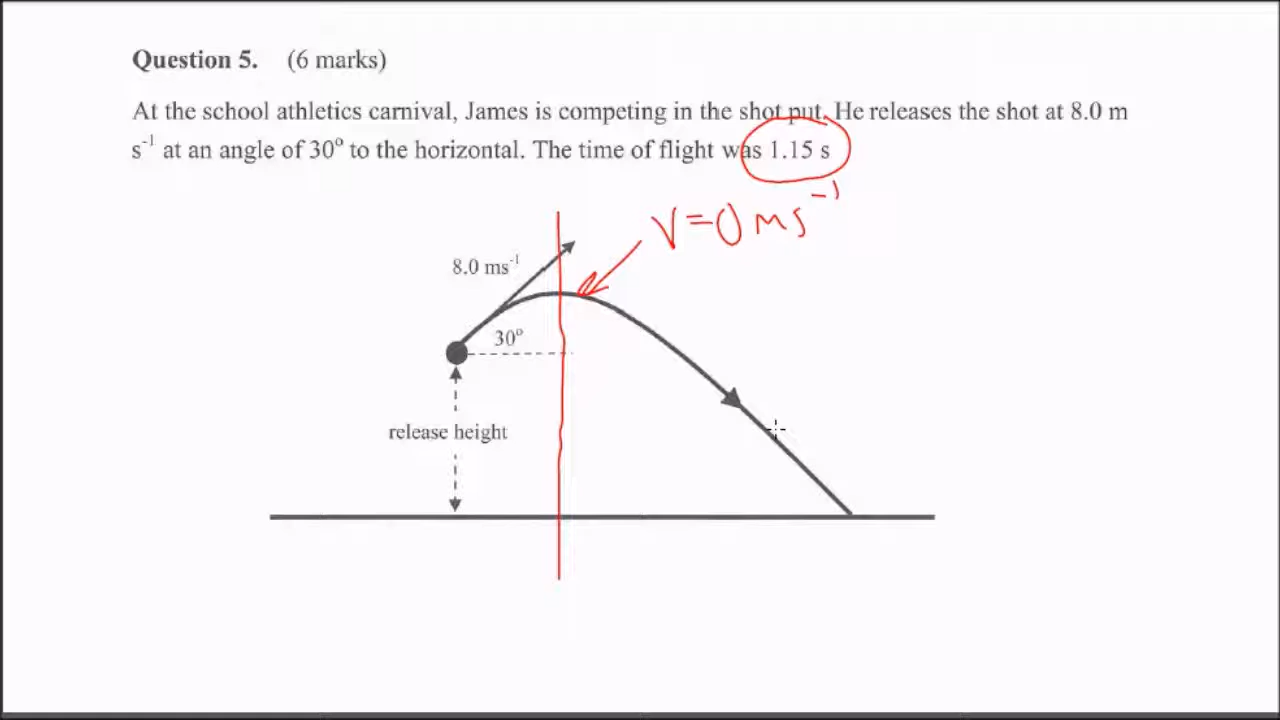 Question 5. (6 marks)
At the school athletics carnival, James is competing in the shot put. He releases the shot at 8.0 m
s⁻¹ at an angle of 30° to the horizontal. The time of flight was 1.15 s
V=0 ms⁻¹
8.0 ms⁻¹
30°
release height